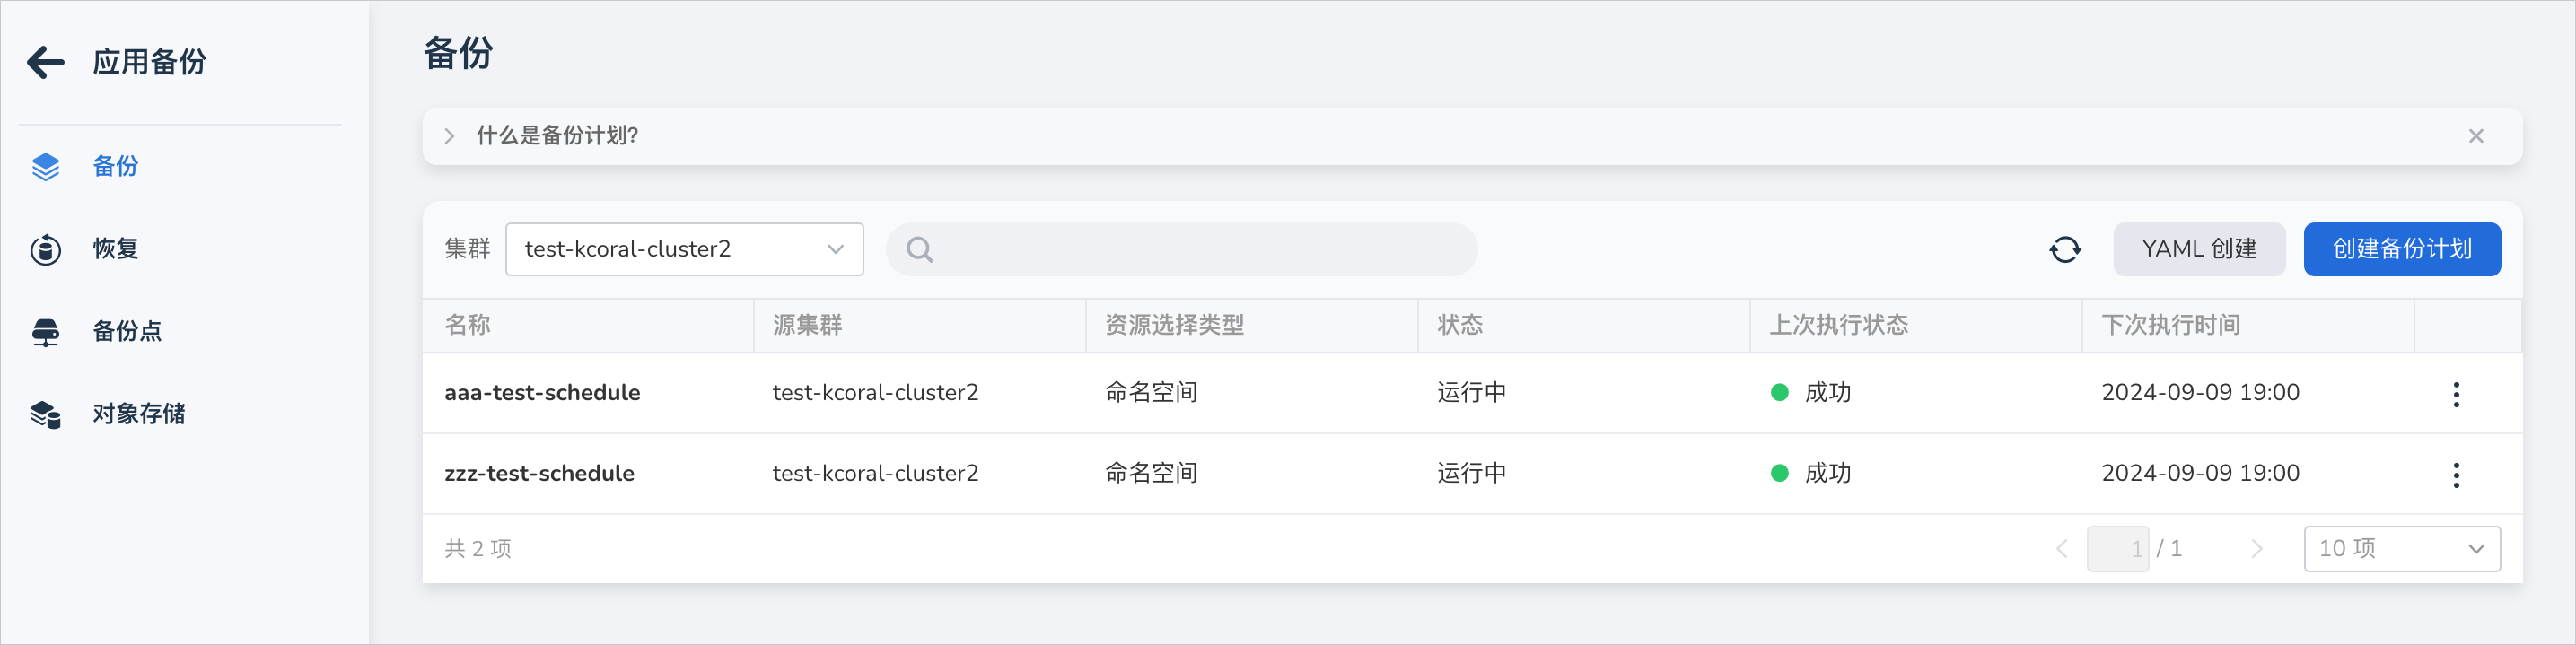 应用备份
备份
恢复
备份点
对象存储
备份
什么是备份计划?
集群 test-kcoral-cluster2 YAML 创建 创建备份计划
名称 源集群 资源选择类型 状态 上次执行状态 下次执行时间
aaa-test-schedule test-kcoral-cluster2 命名空间 运行中 成功 2024-09-09 19:00
zzz-test-schedule test-kcoral-cluster2 命名空间 运行中 成功 2024-09-09 19:00
共 2 项 1 / 1 10 项